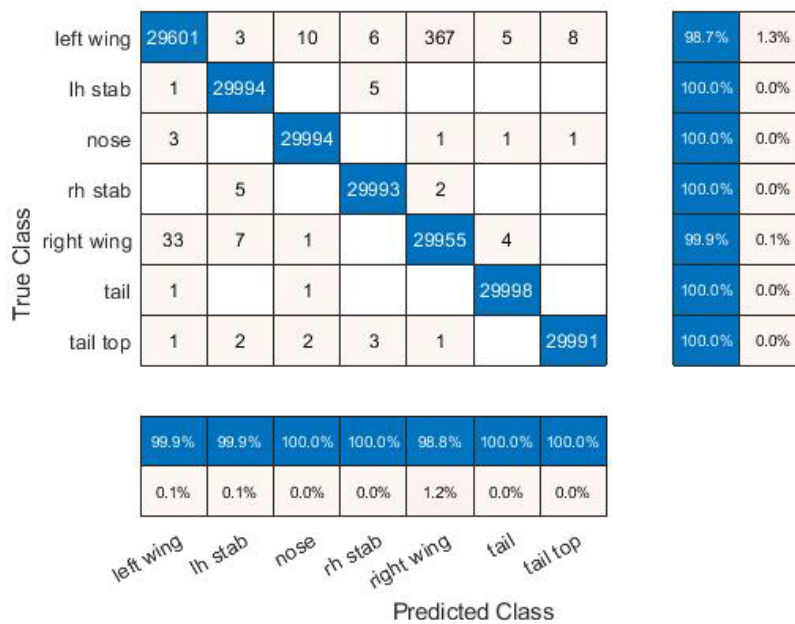 left wing 29601 3 10 6 367 5 8 98.7% 1.3%
lh stab 1 29994 5 100.0% 0.0%
nose 3 29994 1 1 1 100.0% 0.0%
rh stab 5 29993 2 100.0% 0.0%
right wing 33 7 1 29955 4 99.9% 0.1%
tail 1 1 29998 100.0% 0.0%
tail top 1 2 2 3 1 29991 100.0% 0.0%
True Class
99.9% 99.9% 100.0% 100.0% 98.8% 100.0% 100.0%
0.1% 0.1% 0.0% 0.0% 1.2% 0.0% 0.0%
left wing lh stab nose rh stab right wing tail tail top
Predicted Class